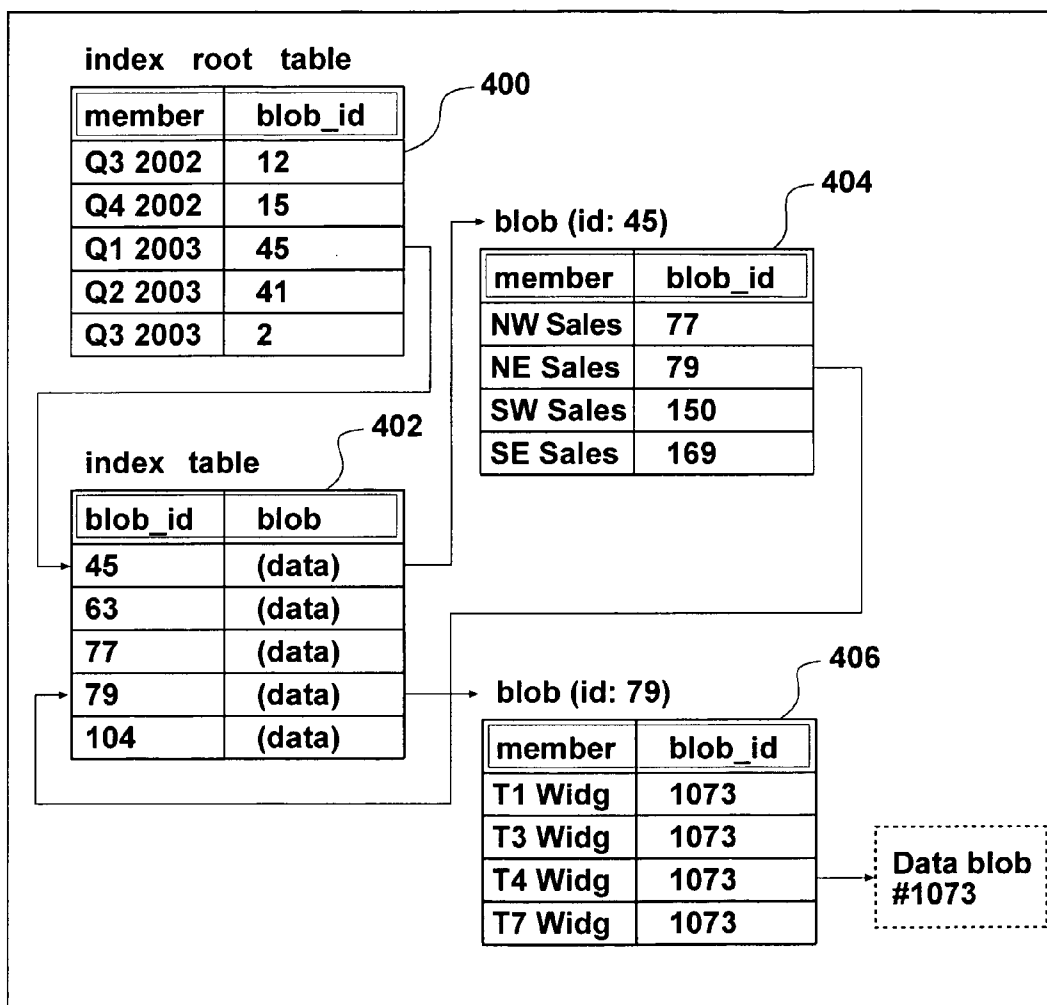 index root table
400
member blob_id
Q3 2002 12
Q4 2002 15
Q1 2003 45
Q2 2003 41
Q3 2003 2
404
blob (id: 45)
member blob_id
NW Sales 77
NE Sales 79
SW Sales 150
SE Sales 169
402
index table
blob_id blob
45 (data)
63 (data)
77 (data)
79 (data)
104 (data)
406
blob (id: 79)
member blob_id
T1 Widg 1073
T3 Widg 1073
T4 Widg 1073
T7 Widg 1073
Data blob
#1073